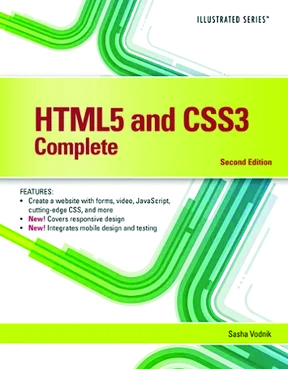 ILLUSTRATED SERIES™
HTML5 and CSS3
Complete
Second Edition
FEATURES:
• Create a website with forms, video, JavaScript,
cutting-edge CSS, and more
• New! Covers responsive design
• New! Integrates mobile design and testing
Sasha Vodnik